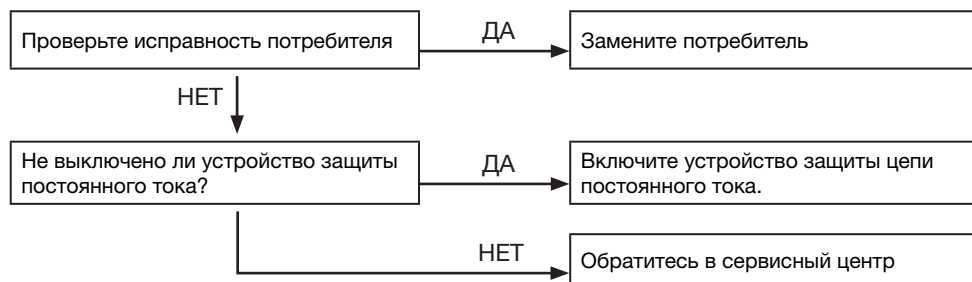 Проверьте исправность потребителя
ДА
Замените потребитель
НЕТ
Не выключено ли устройство защиты
постоянного тока?
ДА
Включите устройство защиты цепи
постоянного тока.
НЕТ
Обратитесь в сервисный центр